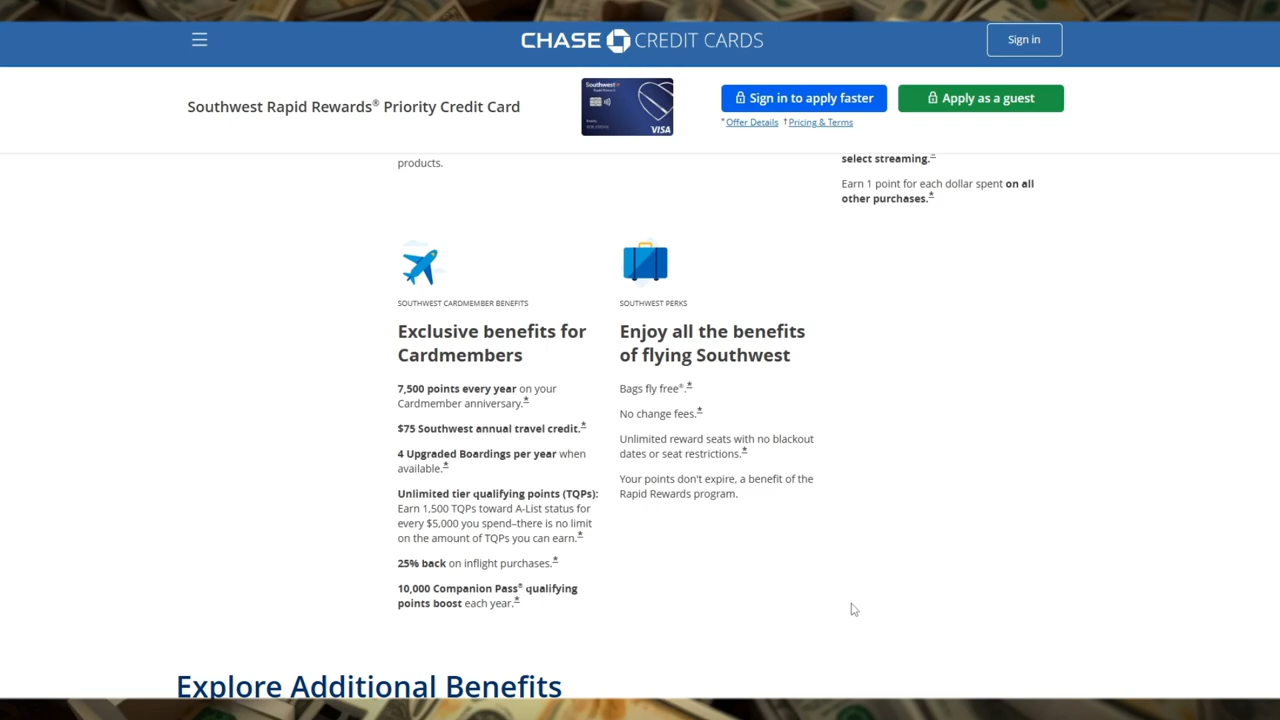 CHASE CREDIT CARDS
Sign in
Southwest Rapid Rewards® Priority Credit Card
Southwest
Rapid Rewards
VISA
Sign in to apply faster
Apply as a guest
*Offer Details †Pricing & Terms
products.
select streaming.*
Earn 1 point for each dollar spent on all
other purchases.*
SOUTHWEST CARDMEMBER BENEFITS
Exclusive benefits for
Cardmembers
7,500 points every year on your
Cardmember anniversary.*
$75 Southwest annual travel credit.*
4 Upgraded Boardings per year when
available.*
Unlimited tier qualifying points (TQPs):
Earn 1,500 TQPs toward A-List status for
every $5,000 you spend–there is no limit
on the amount of TQPs you can earn.*
25% back on inflight purchases.*
10,000 Companion Pass® qualifying
points boost each year.*
SOUTHWEST PERKS
Enjoy all the benefits
of flying Southwest
Bags fly free®.*
No change fees.*
Unlimited reward seats with no blackout
dates or seat restrictions.*
Your points don't expire, a benefit of the
Rapid Rewards program.
Explore Additional Benefits